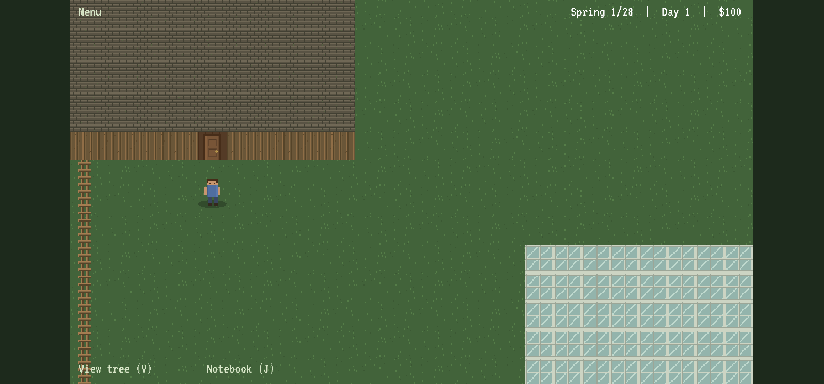 Menu
Spring 1/28 | Day 1 | $100
View tree (V)
Notebook (J)